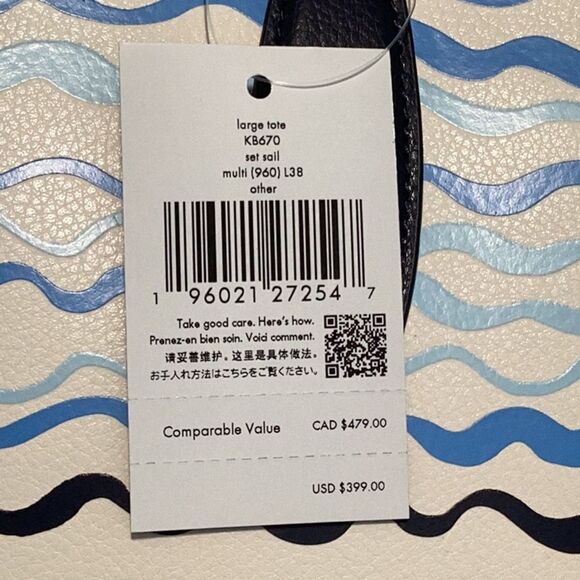 large tote
KB670
set sail
multi (960) L38
other
1 96021 27254 7
Take good care. Here's how.
Prenez-en bien soin. Void comment.
请妥善维护。这里是具体做法。
お手入れ方法はこちらをご覧ください。
Comparable Value CAD $479.00
USD $399.00